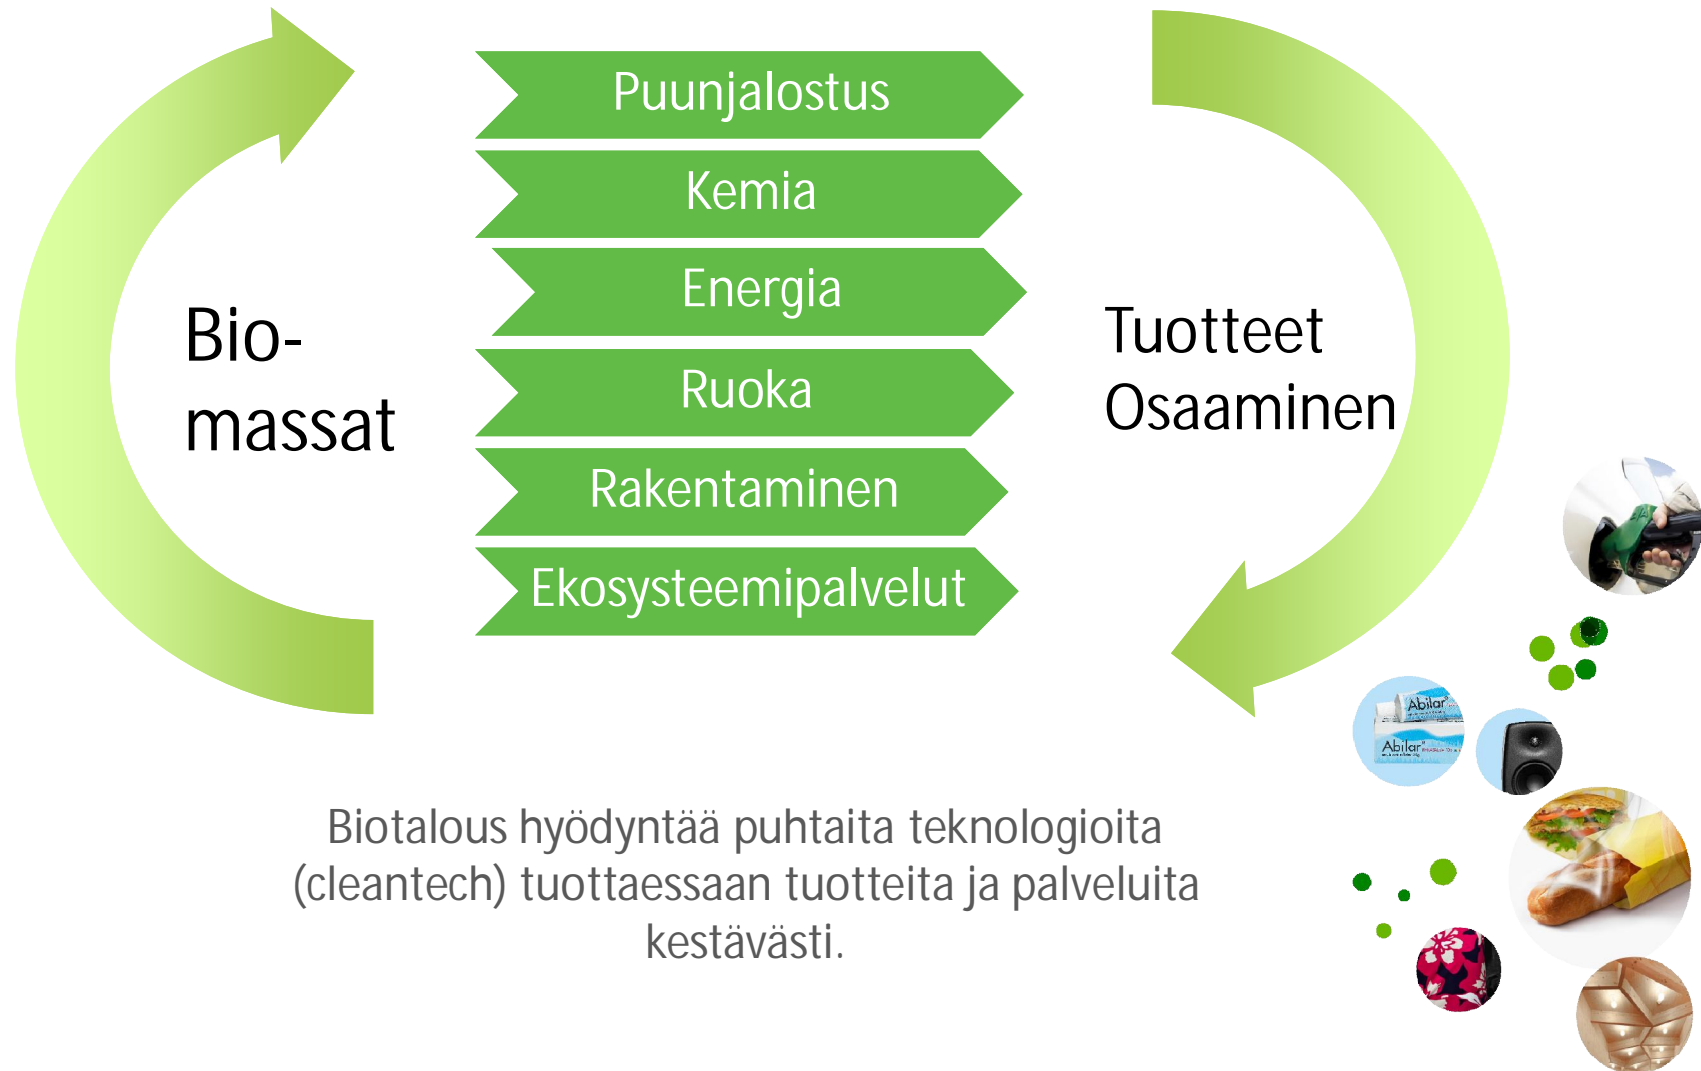 Puunjalostus
Kemia
Energia
Ruoka
Rakentaminen
Ekosysteemipalvelut
Bio-
massat
Tuotteet
Osaaminen
Abilar
Abilar
Biotalous hyödyntää puhtaita teknologioita
(cleantech) tuottaessaan tuotteita ja palveluita
kestävästi.